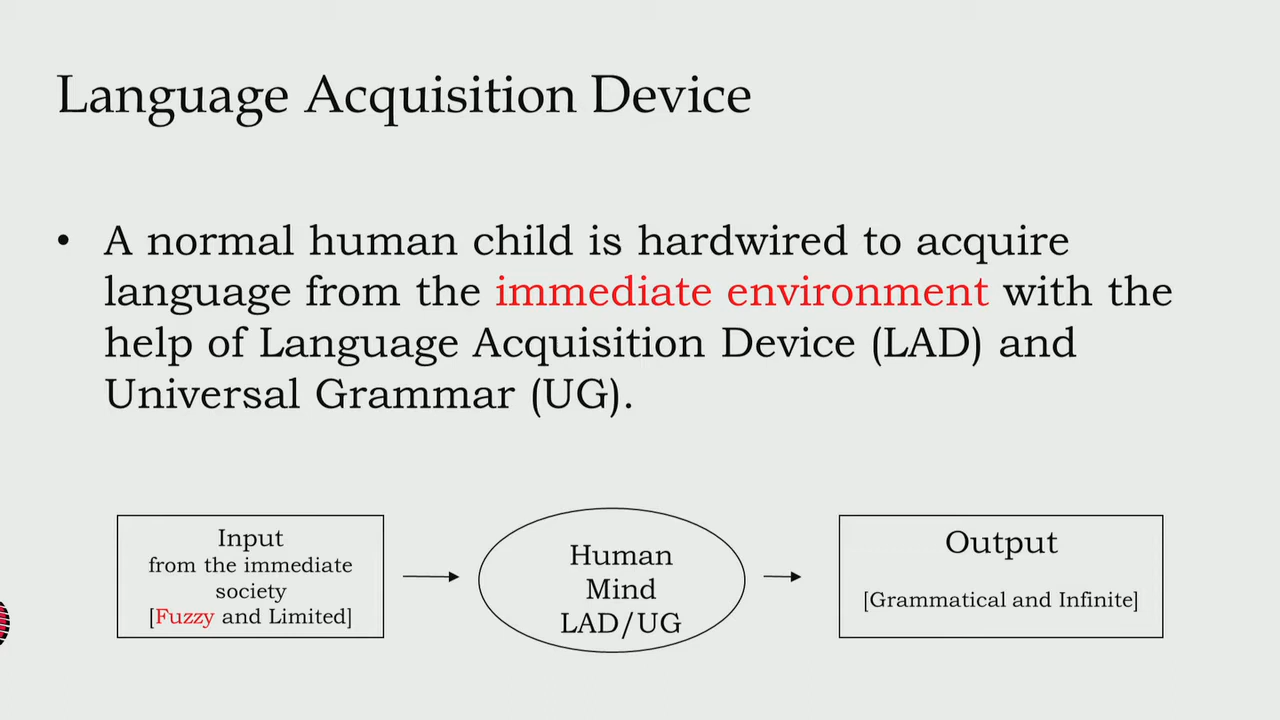 Language Acquisition Device
• A normal human child is hardwired to acquire
language from the immediate environment with the
help of Language Acquisition Device (LAD) and
Universal Grammar (UG).
Input
from the immediate
society
[Fuzzy and Limited]
Human
Mind
LAD/UG
Output
[Grammatical and Infinite]